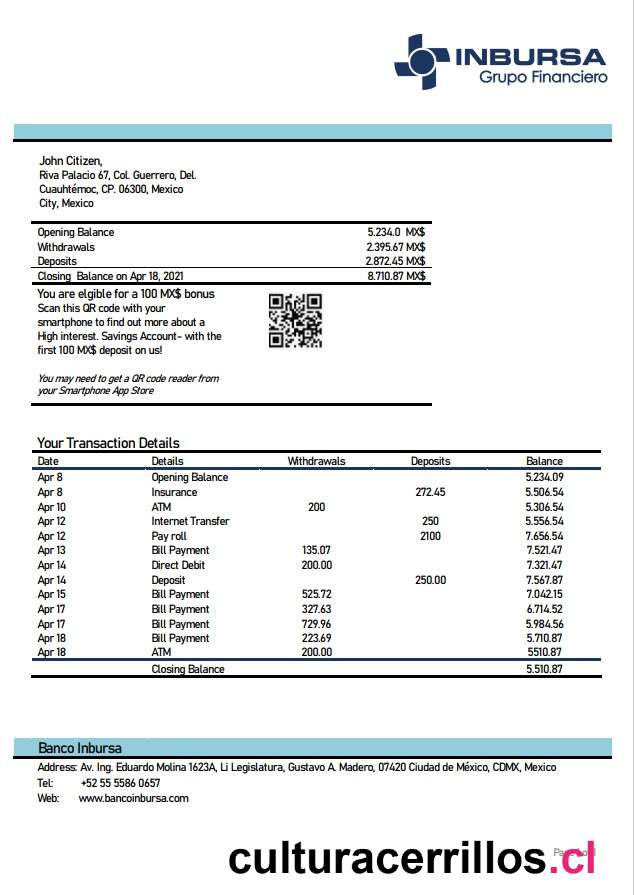 INBURSA
Grupo Financiero
John Citizen,
Riva Palacio 67, Col. Guerrero, Del.
Cuauhtémoc, CP. 06300, Mexico
City, Mexico
Opening Balance 5.234.0 MX$
Withdrawals 2.395.67 MX$
Deposits 2.872.45 MX$
Closing Balance on Apr 18, 2021 8.710.87 MX$
You are elgible for a 100 MX$ bonus
Scan this QR code with your
smartphone to find out more about a
High interest. Savings Account- with the
first 100 MX$ deposit on us!
You may need to get a QR code reader from
your Smartphone App Store
Your Transaction Details
Date Details Withdrawals Deposits Balance
Apr 8 Opening Balance 5.234.09
Apr 8 Insurance 272.45 5.506.54
Apr 10 ATM 200 5.306.54
Apr 12 Internet Transfer 250 5.556.54
Apr 12 Pay roll 2100 7.656.54
Apr 13 Bill Payment 135.07 7.521.47
Apr 14 Direct Debit 200.00 7.321.47
Apr 14 Deposit 250.00 7.567.87
Apr 15 Bill Payment 525.72 7.042.15
Apr 17 Bill Payment 327.63 6.714.52
Apr 17 Bill Payment 729.96 5.984.56
Apr 18 Bill Payment 223.69 5.710.87
Apr 18 ATM 200.00 5510.87
Closing Balance 5.510.87
Banco Inbursa
Address: Av. Ing. Eduardo Molina 1623A, Li Legislatura, Gustavo A. Madero, 07420 Ciudad de México, CDMX, Mexico
Tel: +52 55 5586 0657
Web: www.bancoinbursa.com
culturacerrillos.cl